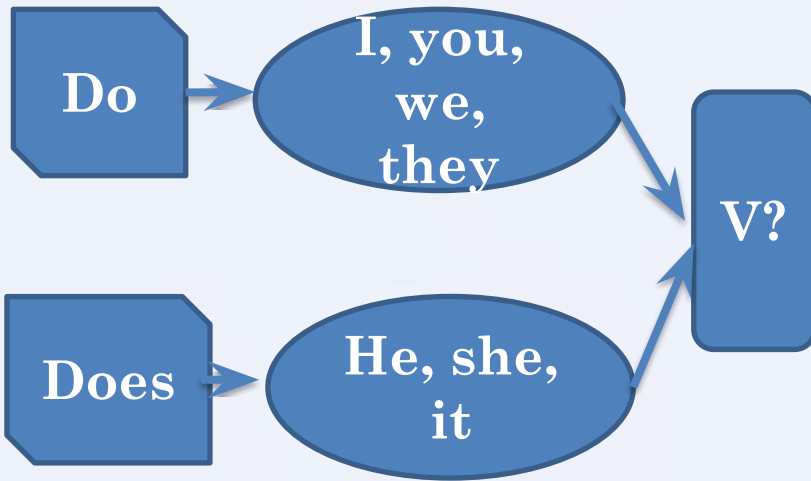 Do
I, you,
we,
they
V?
Does
He, she,
it